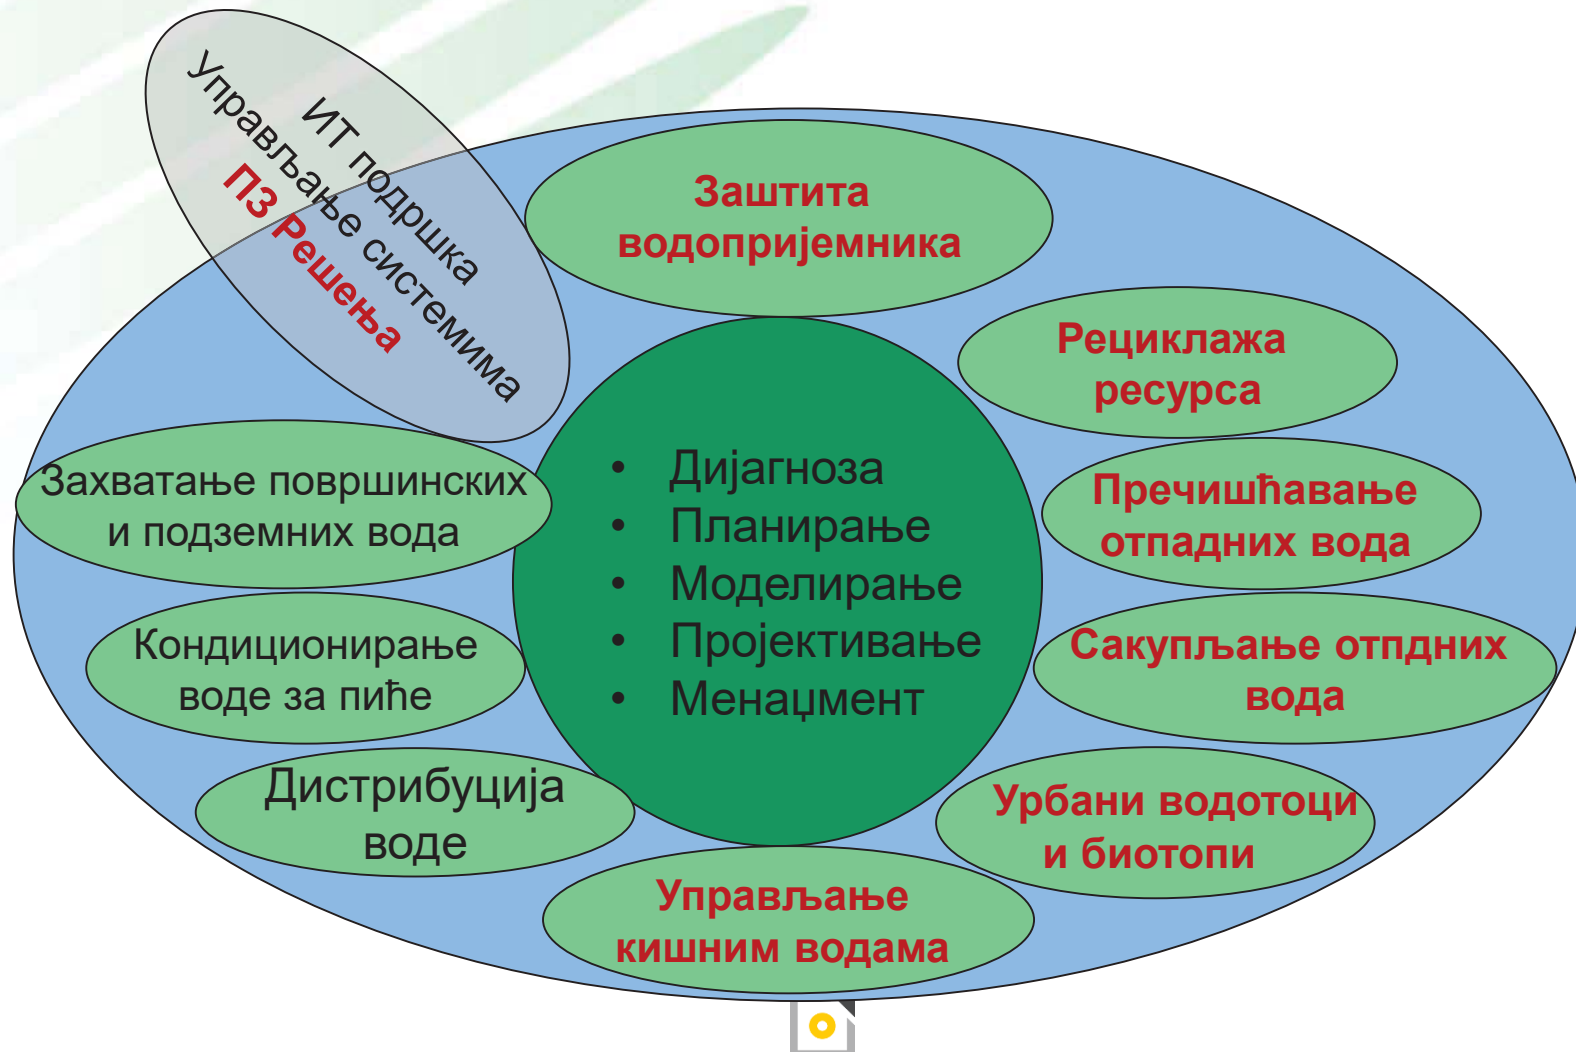 ИТ подршка
Управљање системима
ПЗ Решења
Заштита
водопријемника
Рециклажа
ресурса
Пречишћавање
отпадних вода
Сакупљање отпдних
вода
Урбани водотоци
и биотопи
Управљање
кишним водама
Дистрибуција
воде
Кондиционирање
воде за пиће
Захватање површинских
и подземних вода
• Дијагноза
• Планирање
• Моделирање
• Пројективање
• Менаџмент